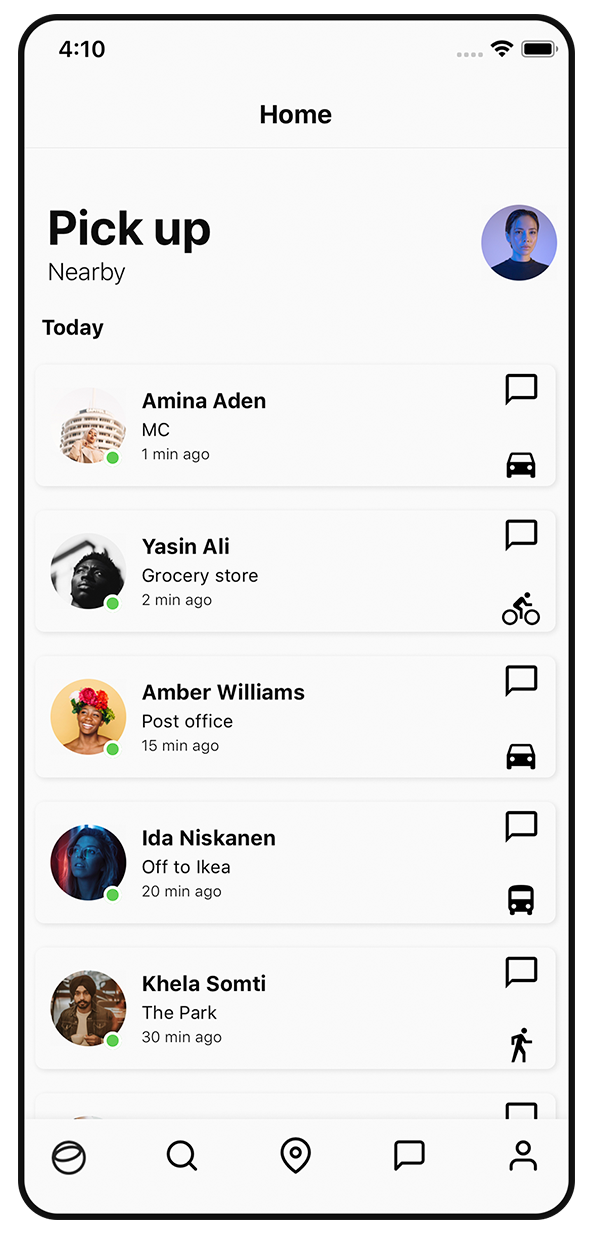 4:10
Home
Pick up
Nearby
Today
Amina Aden
MC
1 min ago
Yasin Ali
Grocery store
2 min ago
Amber Williams
Post office
15 min ago
Ida Niskanen
Off to Ikea
20 min ago
Khela Somti
The Park
30 min ago